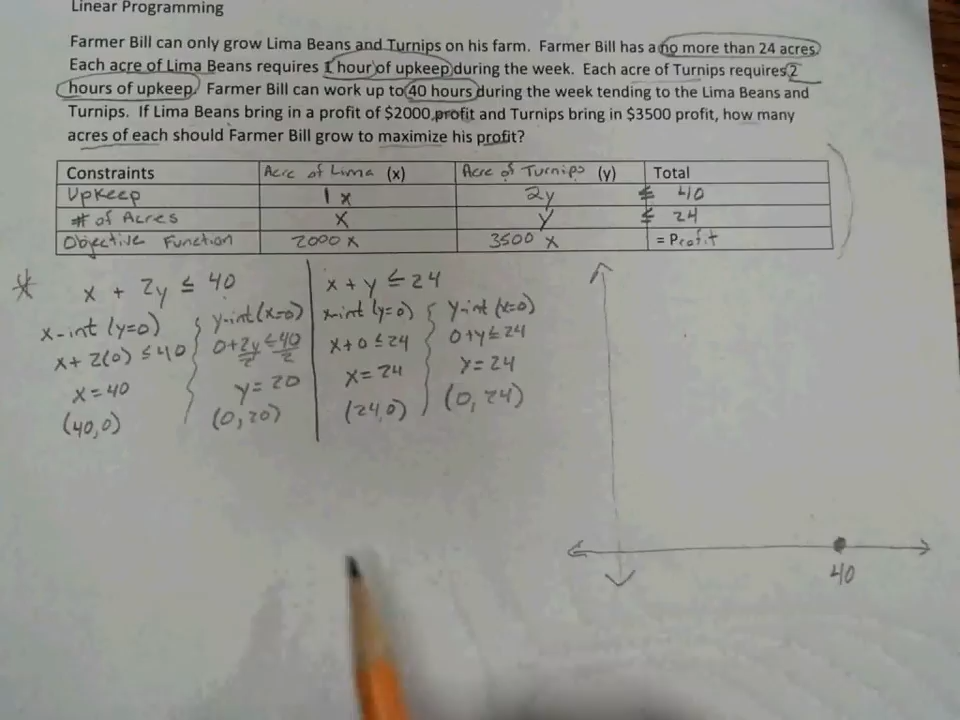 Linear Programming
Farmer Bill can only grow Lima Beans and Turnips on his farm. Farmer Bill has a no more than 24 acres.
Each acre of Lima Beans requires 1 hour of upkeep during the week. Each acre of Turnips requires 2
hours of upkeep. Farmer Bill can work up to 40 hours during the week tending to the Lima Beans and
Turnips. If Lima Beans bring in a profit of $2000 profit and Turnips bring in $3500 profit, how many
acres of each should Farmer Bill grow to maximize his profit?
Constraints Acre of Lima (x) Acre of Turnips (y) Total
Upkeep 1x 2y ≤ 40
# of Acres x y ≤ 24
Objective Function 2000x 3500x = Profit
* x + 2y ≤ 40
x-int (y=0)
x + 2(0) ≤ 40
x = 40
(40,0)
y-int (x=0)
0 + 2y/2 ≤ 40/2
y = 20
(0,20)
x + y ≤ 24
x-int (y=0)
x + 0 ≤ 24
x = 24
(24,0)
y-int (x=0)
0 + y ≤ 24
y = 24
(0, 24)
40